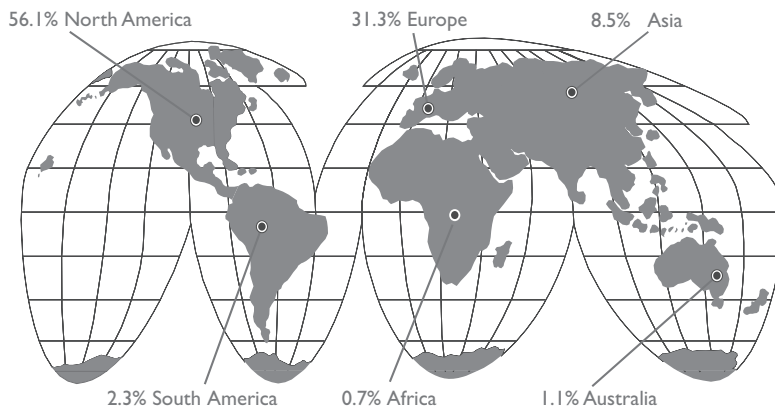 56.1% North America
31.3% Europe
8.5% Asia
2.3% South America
0.7% Africa
1.1% Australia